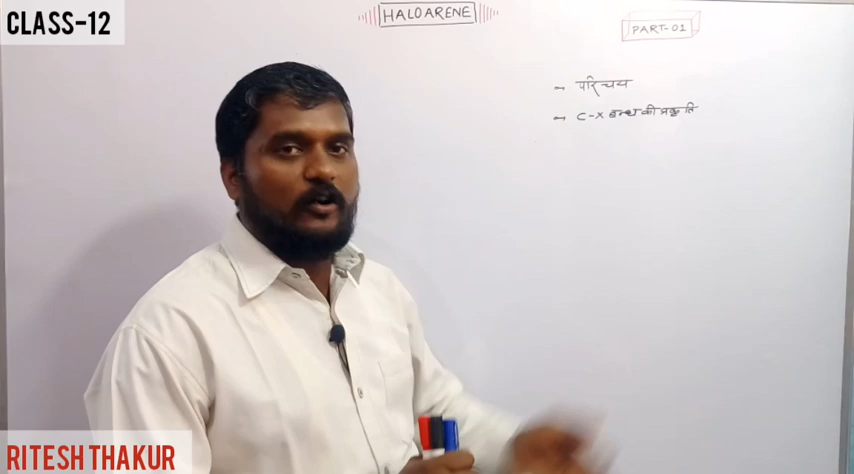 CLASS-12
HALOARENE
PART-01
→ परिचय
→ C-X बन्ध की प्रकृति
RITESH THAKUR